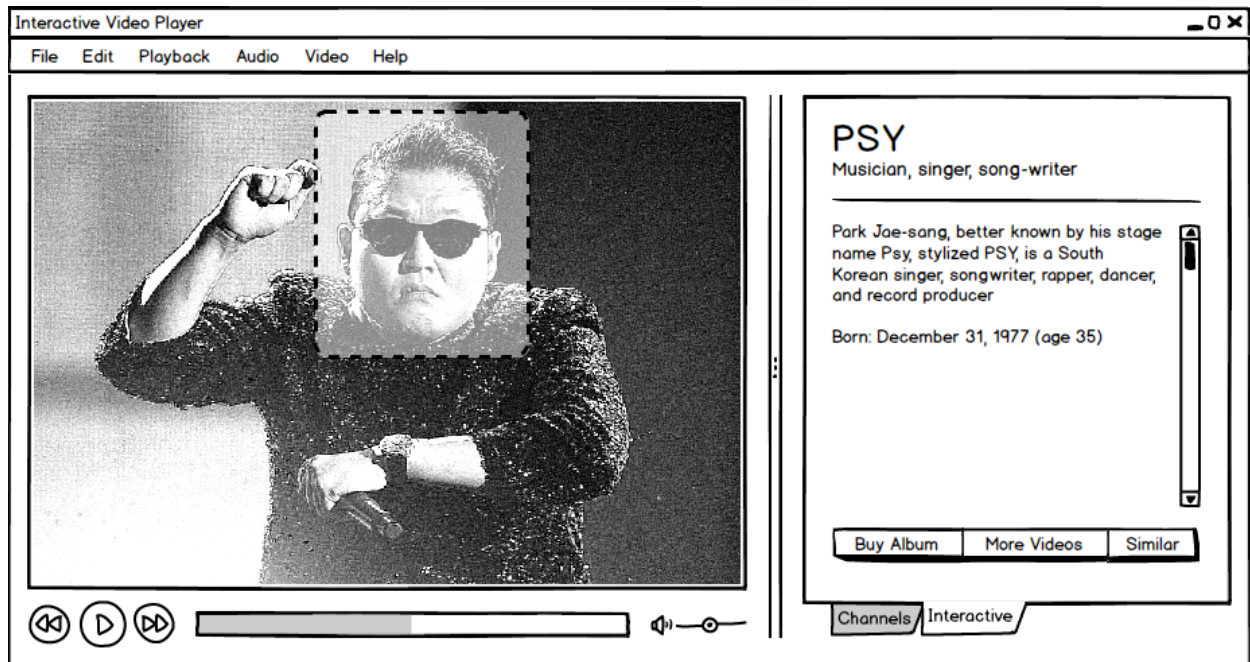 Interactive Video Player
File Edit Playback Audio Video Help
PSY
Musician, singer, song-writer
Park Jae-sang, better known by his stage
name Psy, stylized PSY, is a South
Korean singer, songwriter, rapper, dancer,
and record producer
Born: December 31, 1977 (age 35)
Buy Album More Videos Similar
Channels Interactive